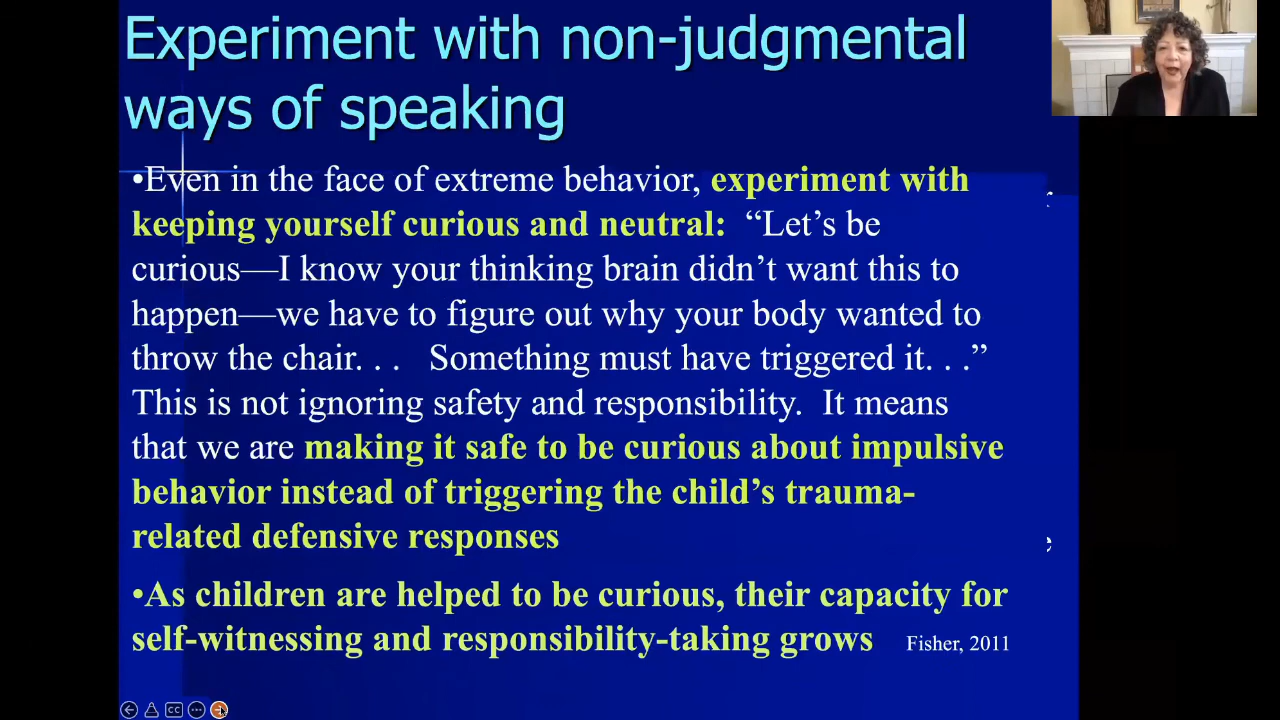 Experiment with non-judgmental
ways of speaking
•Even in the face of extreme behavior, experiment with
keeping yourself curious and neutral:  “Let’s be
curious—I know your thinking brain didn’t want this to
happen—we have to figure out why your body wanted to
throw the chair. . .   Something must have triggered it. . .”
This is not ignoring safety and responsibility.  It means
that we are making it safe to be curious about impulsive
behavior instead of triggering the child’s trauma-
related defensive responses
•As children are helped to be curious, their capacity for
self-witnessing and responsibility-taking grows
Fisher, 2011
CC